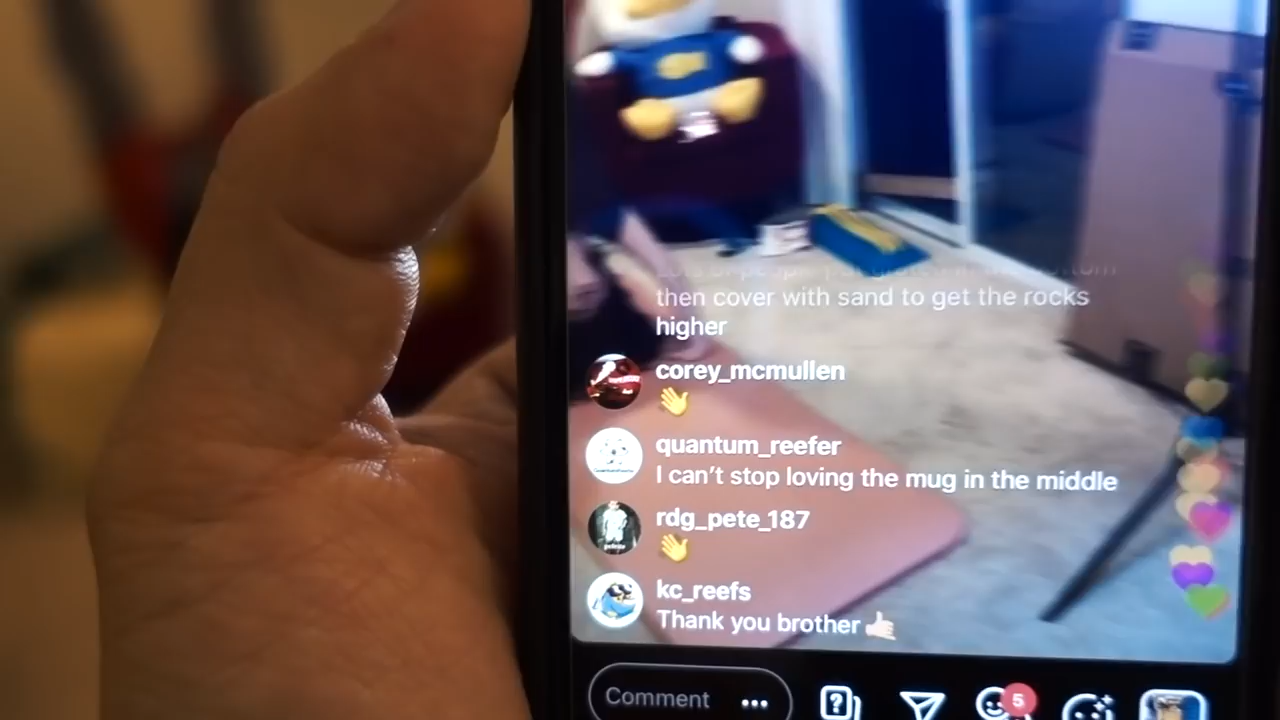 then cover with sand to get the rocks
higher
corey_mcmullen
👋
quantum_reefer
I can't stop loving the mug in the middle
rdg_pete_187
👋
kc_reefs
Thank you brother 🤙🏻
Comment
5